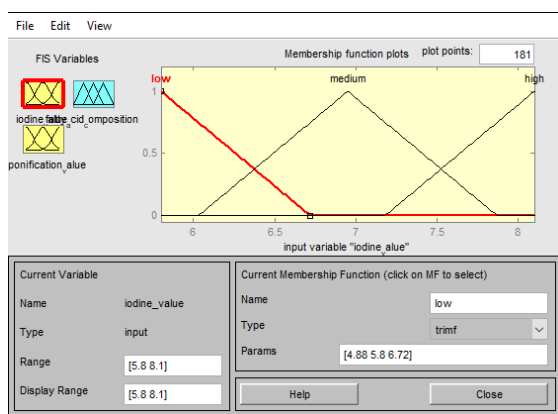 File Edit View
FIS Variables
Membership function plots
plot points:
181
low
medium
high
1
0.5
0
6
6.5
7
7.5
8
input variable "iodine_value"
saponification_value
Current Variable
Name
iodine_value
Type
input
Range
[5.8 8.1]
Display Range
[5.8 8.1]
Current Membership Function (click on MF to select)
Name
low
Type
trimf
Params
[4.88 5.8 6.72]
Help
Close